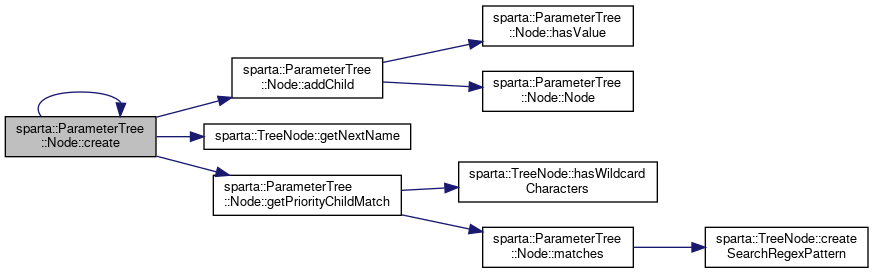 sparta::ParameterTree
::Node::create
sparta::ParameterTree
::Node::addChild
sparta::TreeNode::getNextName
sparta::ParameterTree
::Node::getPriorityChildMatch
sparta::ParameterTree
::Node::hasValue
sparta::ParameterTree
::Node::Node
sparta::TreeNode::hasWildcard
Characters
sparta::ParameterTree
::Node::matches
sparta::TreeNode::create
SearchRegexPattern